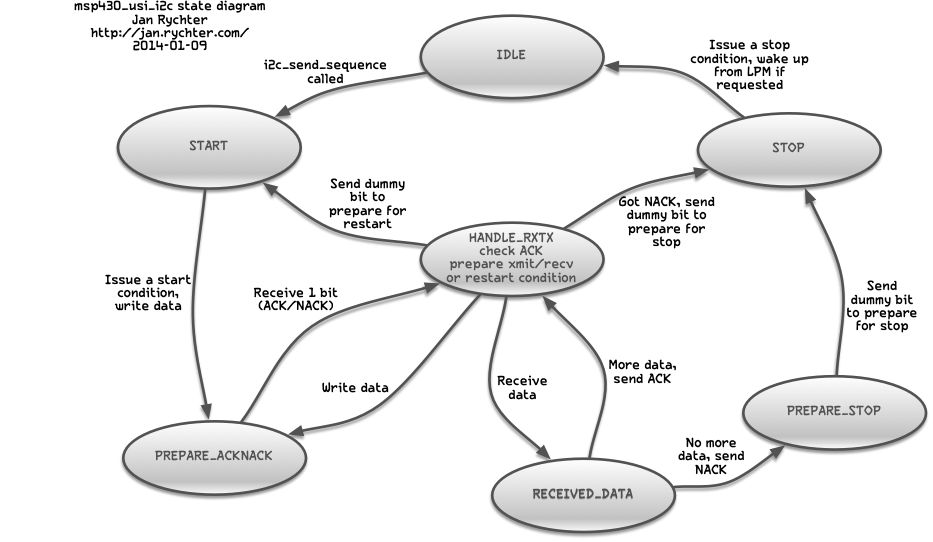 msp430_usi_i2c state diagram
Jan Rychter
http://jan.rychter.com/
2014-01-09
IDLE
i2c_send_sequence
called
Issue a stop
condition, wake up
from LPM if
requested
START
STOP
Send dummy
bit to
prepare for
restart
Got NACK, send
dummy bit to
prepare for
stop
HANDLE_RXTX
check ACK
prepare xmit/recv
or restart condition
Issue a start
condition,
write data
Receive 1 bit
(ACK/NACK)
Send
dummy bit
to prepare
for stop
Write data
Receive
data
More data,
send ACK
PREPARE_STOP
PREPARE_ACKNACK
No more
data, send
NACK
RECEIVED_DATA